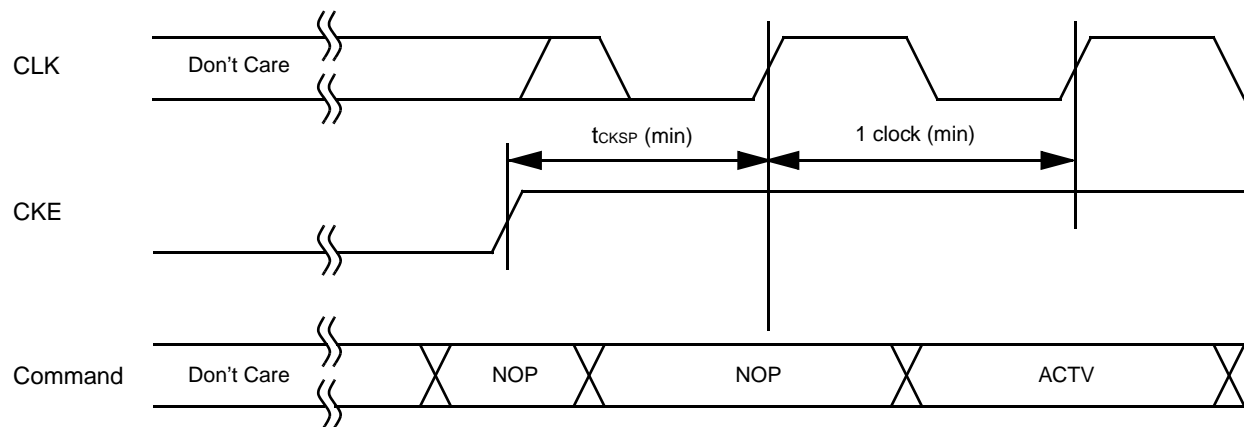 CLK
Don't Care
tCKSP (min)
1 clock (min)
CKE
Command
Don't Care
NOP
NOP
ACTV